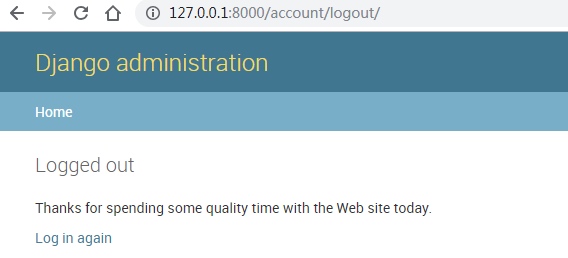 127.0.0.1:8000/account/logout/
Django administration
Home
Logged out
Thanks for spending some quality time with the Web site today.
Log in again